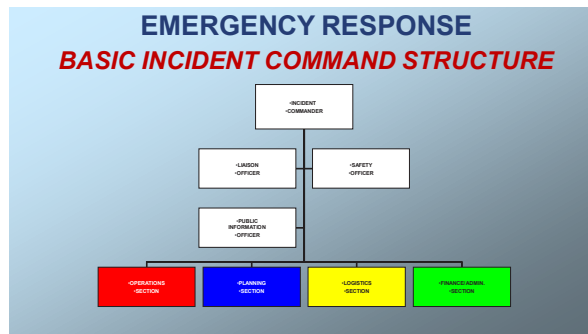 EMERGENCY RESPONSE
BASIC INCIDENT COMMAND STRUCTURE
•INCIDENT
•COMMANDER
•LIAISON
•OFFICER
•SAFETY
•OFFICER
•PUBLIC
INFORMATION
•OFFICER
•OPERATIONS
•SECTION
•PLANNING
•SECTION
•LOGISTICS
•SECTION
•FINANCE/ADMIN.
•SECTION